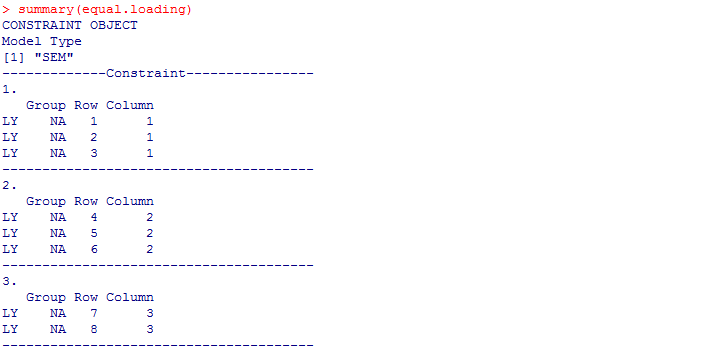 > summary(equal.loading)
CONSTRAINT OBJECT
Model Type
[1] "SEM"
-------------Constraint----------------
1.
   Group Row Column
LY    NA   1      1
LY    NA   2      1
LY    NA   3      1
---------------------------------------
2.
   Group Row Column
LY    NA   4      2
LY    NA   5      2
LY    NA   6      2
---------------------------------------
3.
   Group Row Column
LY    NA   7      3
LY    NA   8      3
---------------------------------------